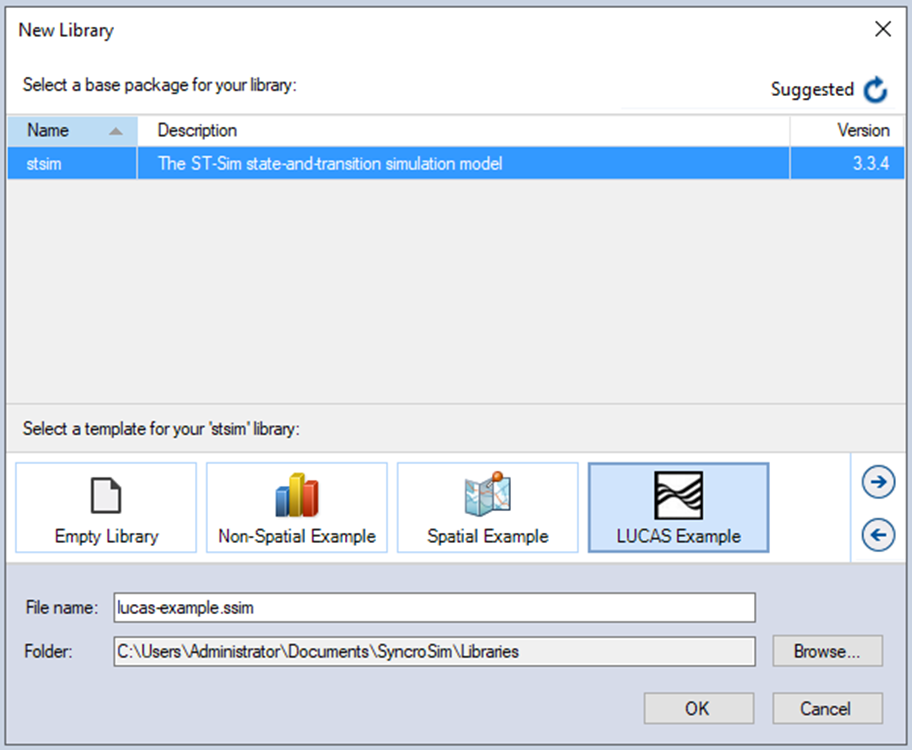 New Library
Select a base package for your library:
Suggested
Name Description Version
stsim The ST-Sim state-and-transition simulation model 3.3.4
Select a template for your 'stsim' library:
Empty Library Non-Spatial Example Spatial Example LUCAS Example
File name: lucas-example.ssim
Folder: C:\Users\Administrator\Documents\SyncroSim\Libraries Browse...
OK Cancel